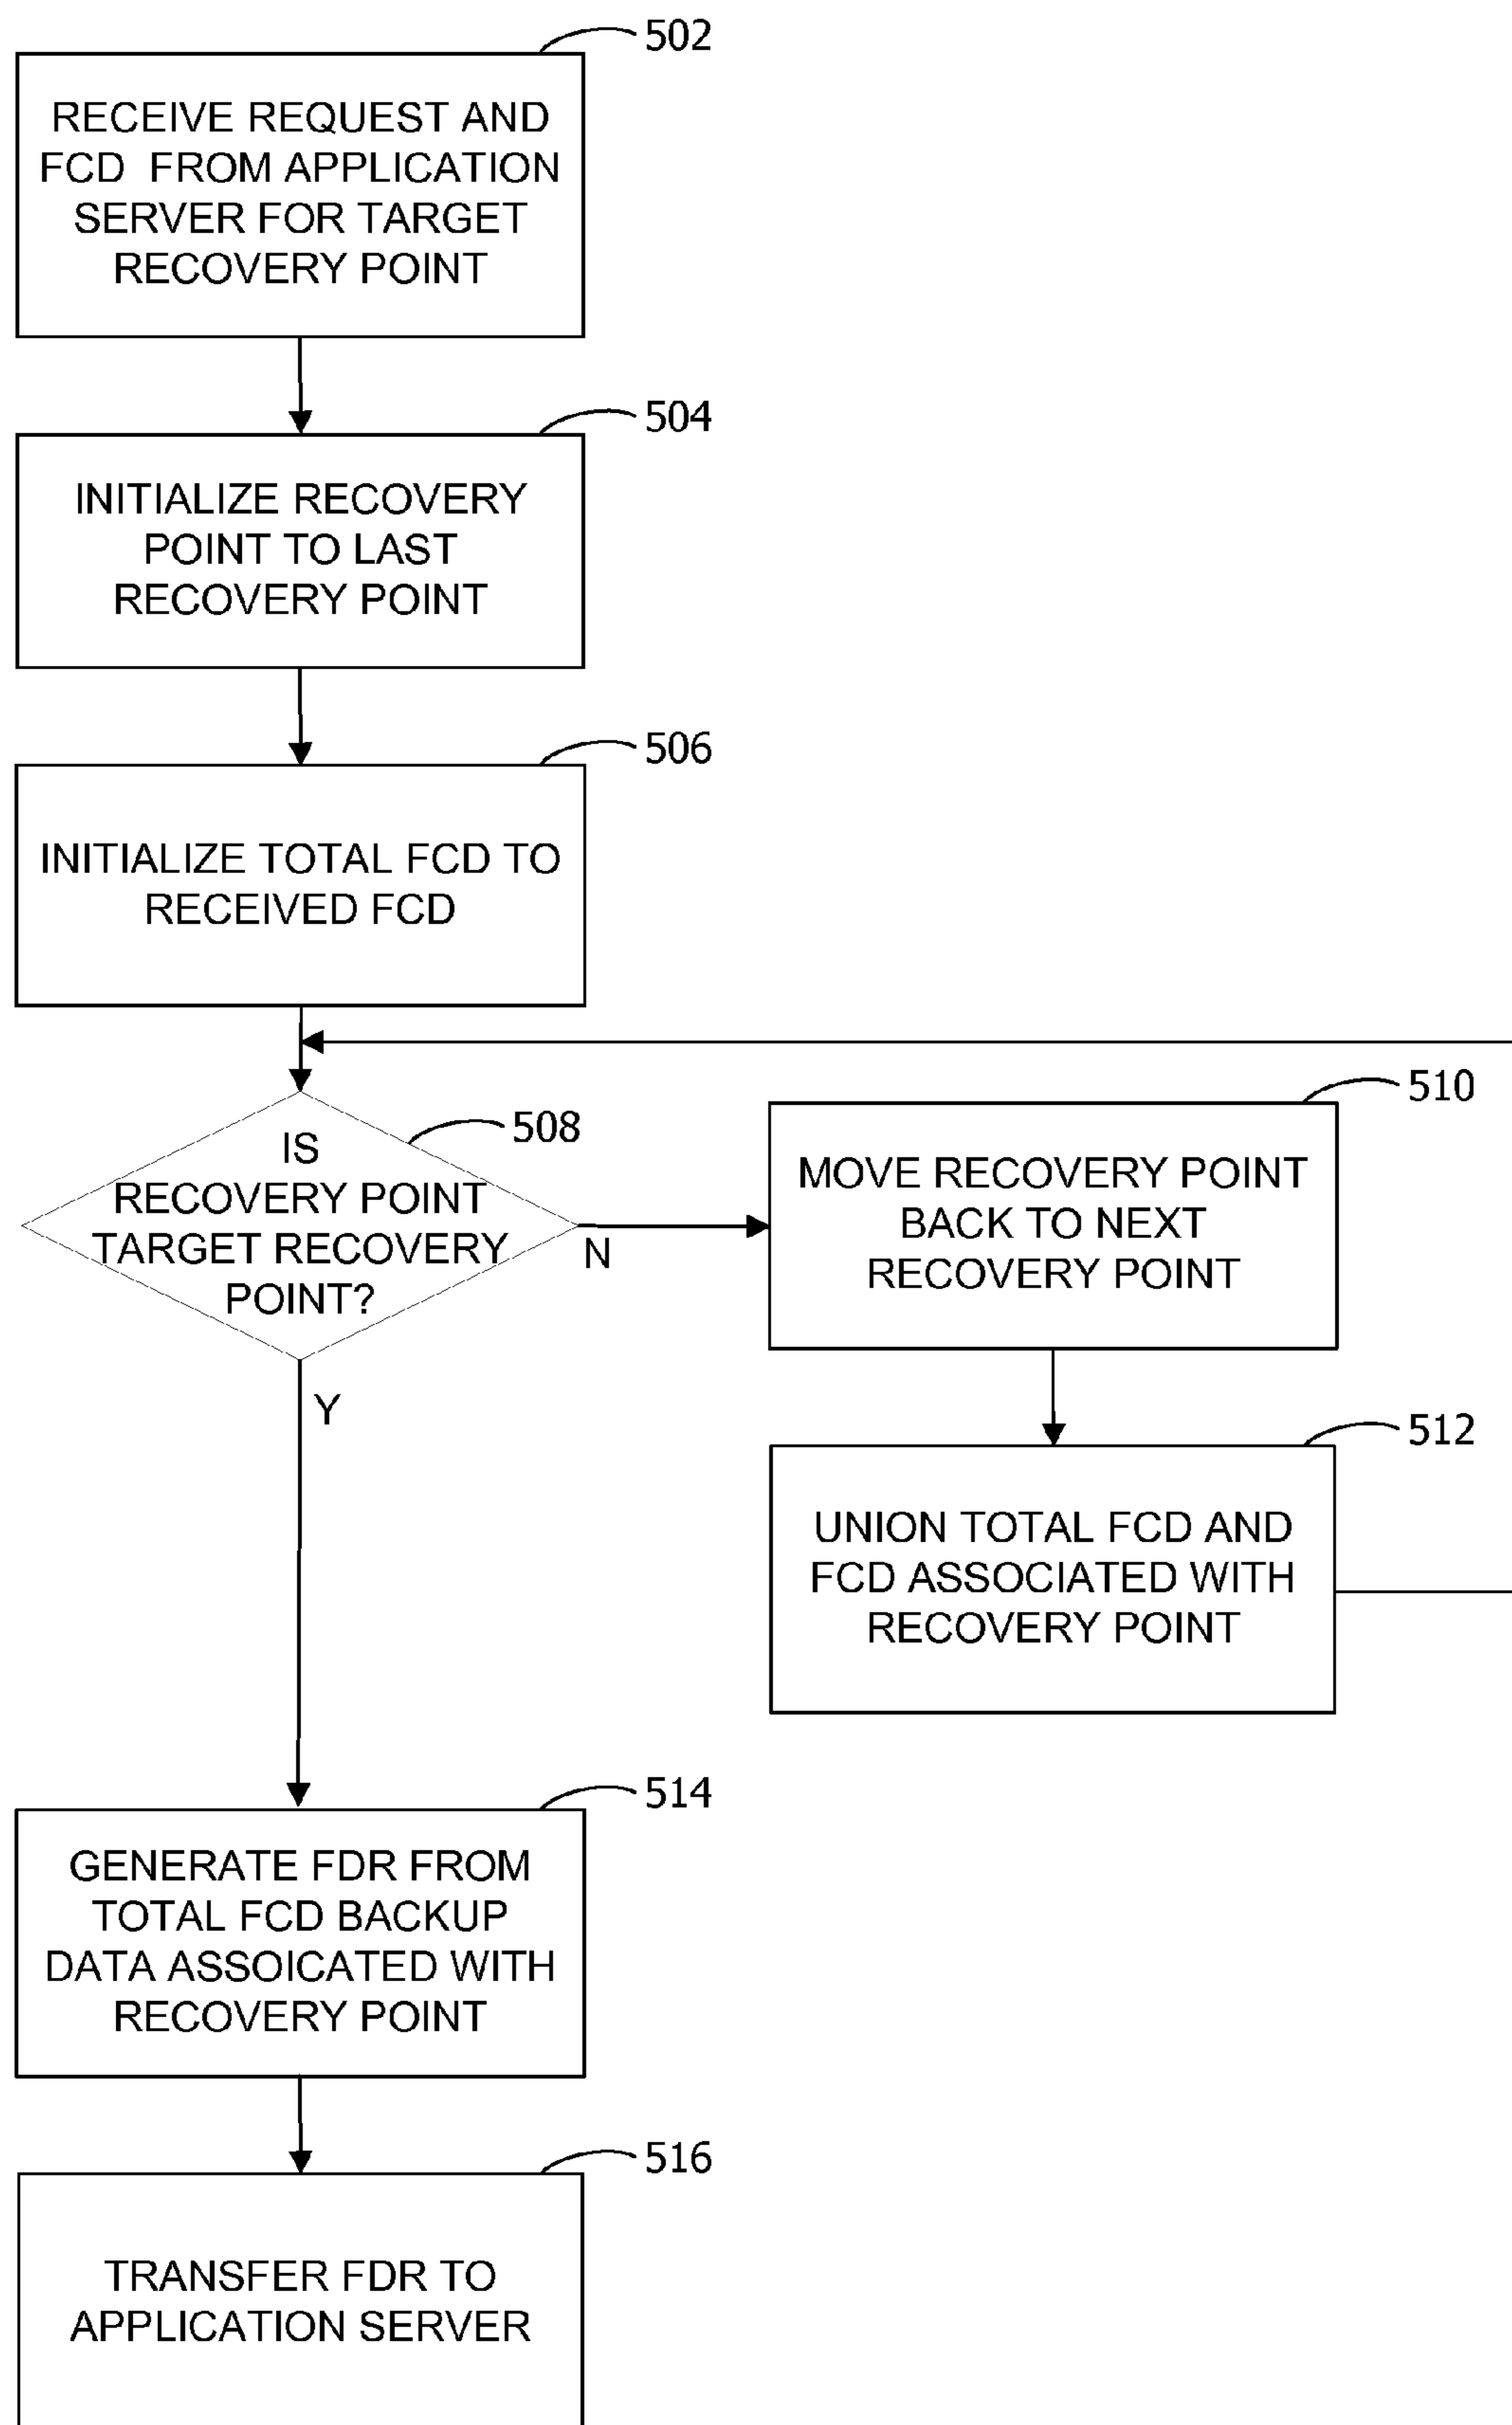 502
RECEIVE REQUEST AND
FCD FROM APPLICATION
SERVER FOR TARGET
RECOVERY POINT
504
INITIALIZE RECOVERY
POINT TO LAST
RECOVERY POINT
506
INITIALIZE TOTAL FCD TO
RECEIVED FCD
508
IS
RECOVERY POINT
TARGET RECOVERY
POINT?
N
Y
510
MOVE RECOVERY POINT
BACK TO NEXT
RECOVERY POINT
512
UNION TOTAL FCD AND
FCD ASSOCIATED WITH
RECOVERY POINT
514
GENERATE FDR FROM
TOTAL FCD BACKUP
DATA ASSOICATED WITH
RECOVERY POINT
516
TRANSFER FDR TO
APPLICATION SERVER